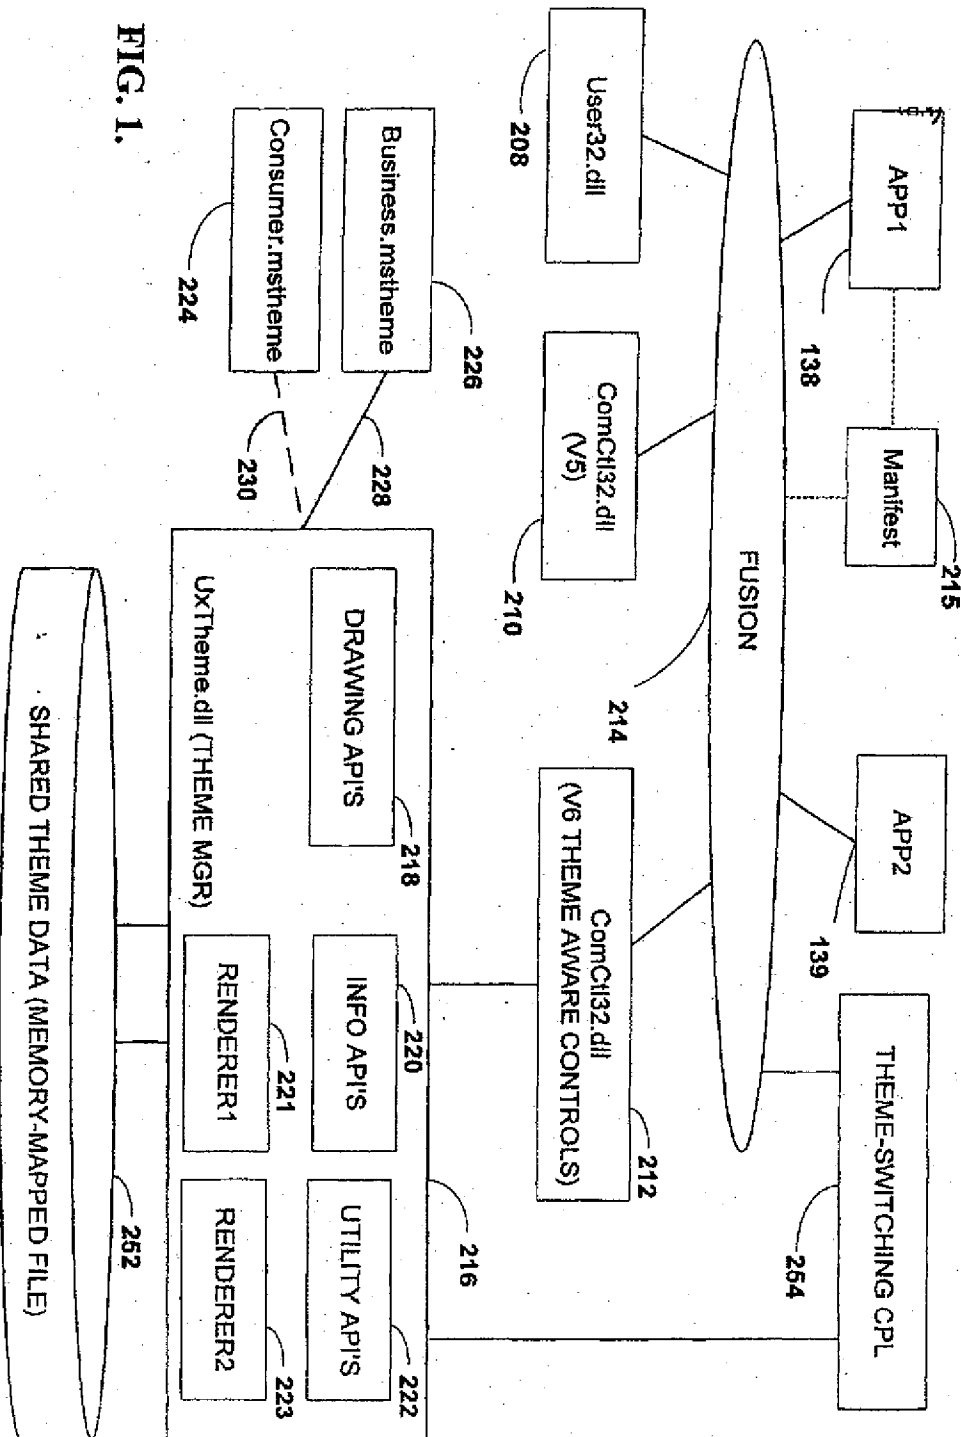 APP1
138
Manifest
215
APP2
139
THEME-SWITCHING CPL
254
FUSION
214
User32.dll
208
ComCtl32.dll
(V5)
210
ComCtl32.dll
(V6 THEME AWARE CONTROLS)
212
216
Business.mstheme
226
228
Consumer.mstheme
224
230
DRAWING API'S
218
INFO API'S
220
UTILITY API'S
222
UxTheme.dll (THEME MGR)
RENDERER1
221
RENDERER2
223
252
SHARED THEME DATA (MEMORY-MAPPED FILE)
FIG. 1.